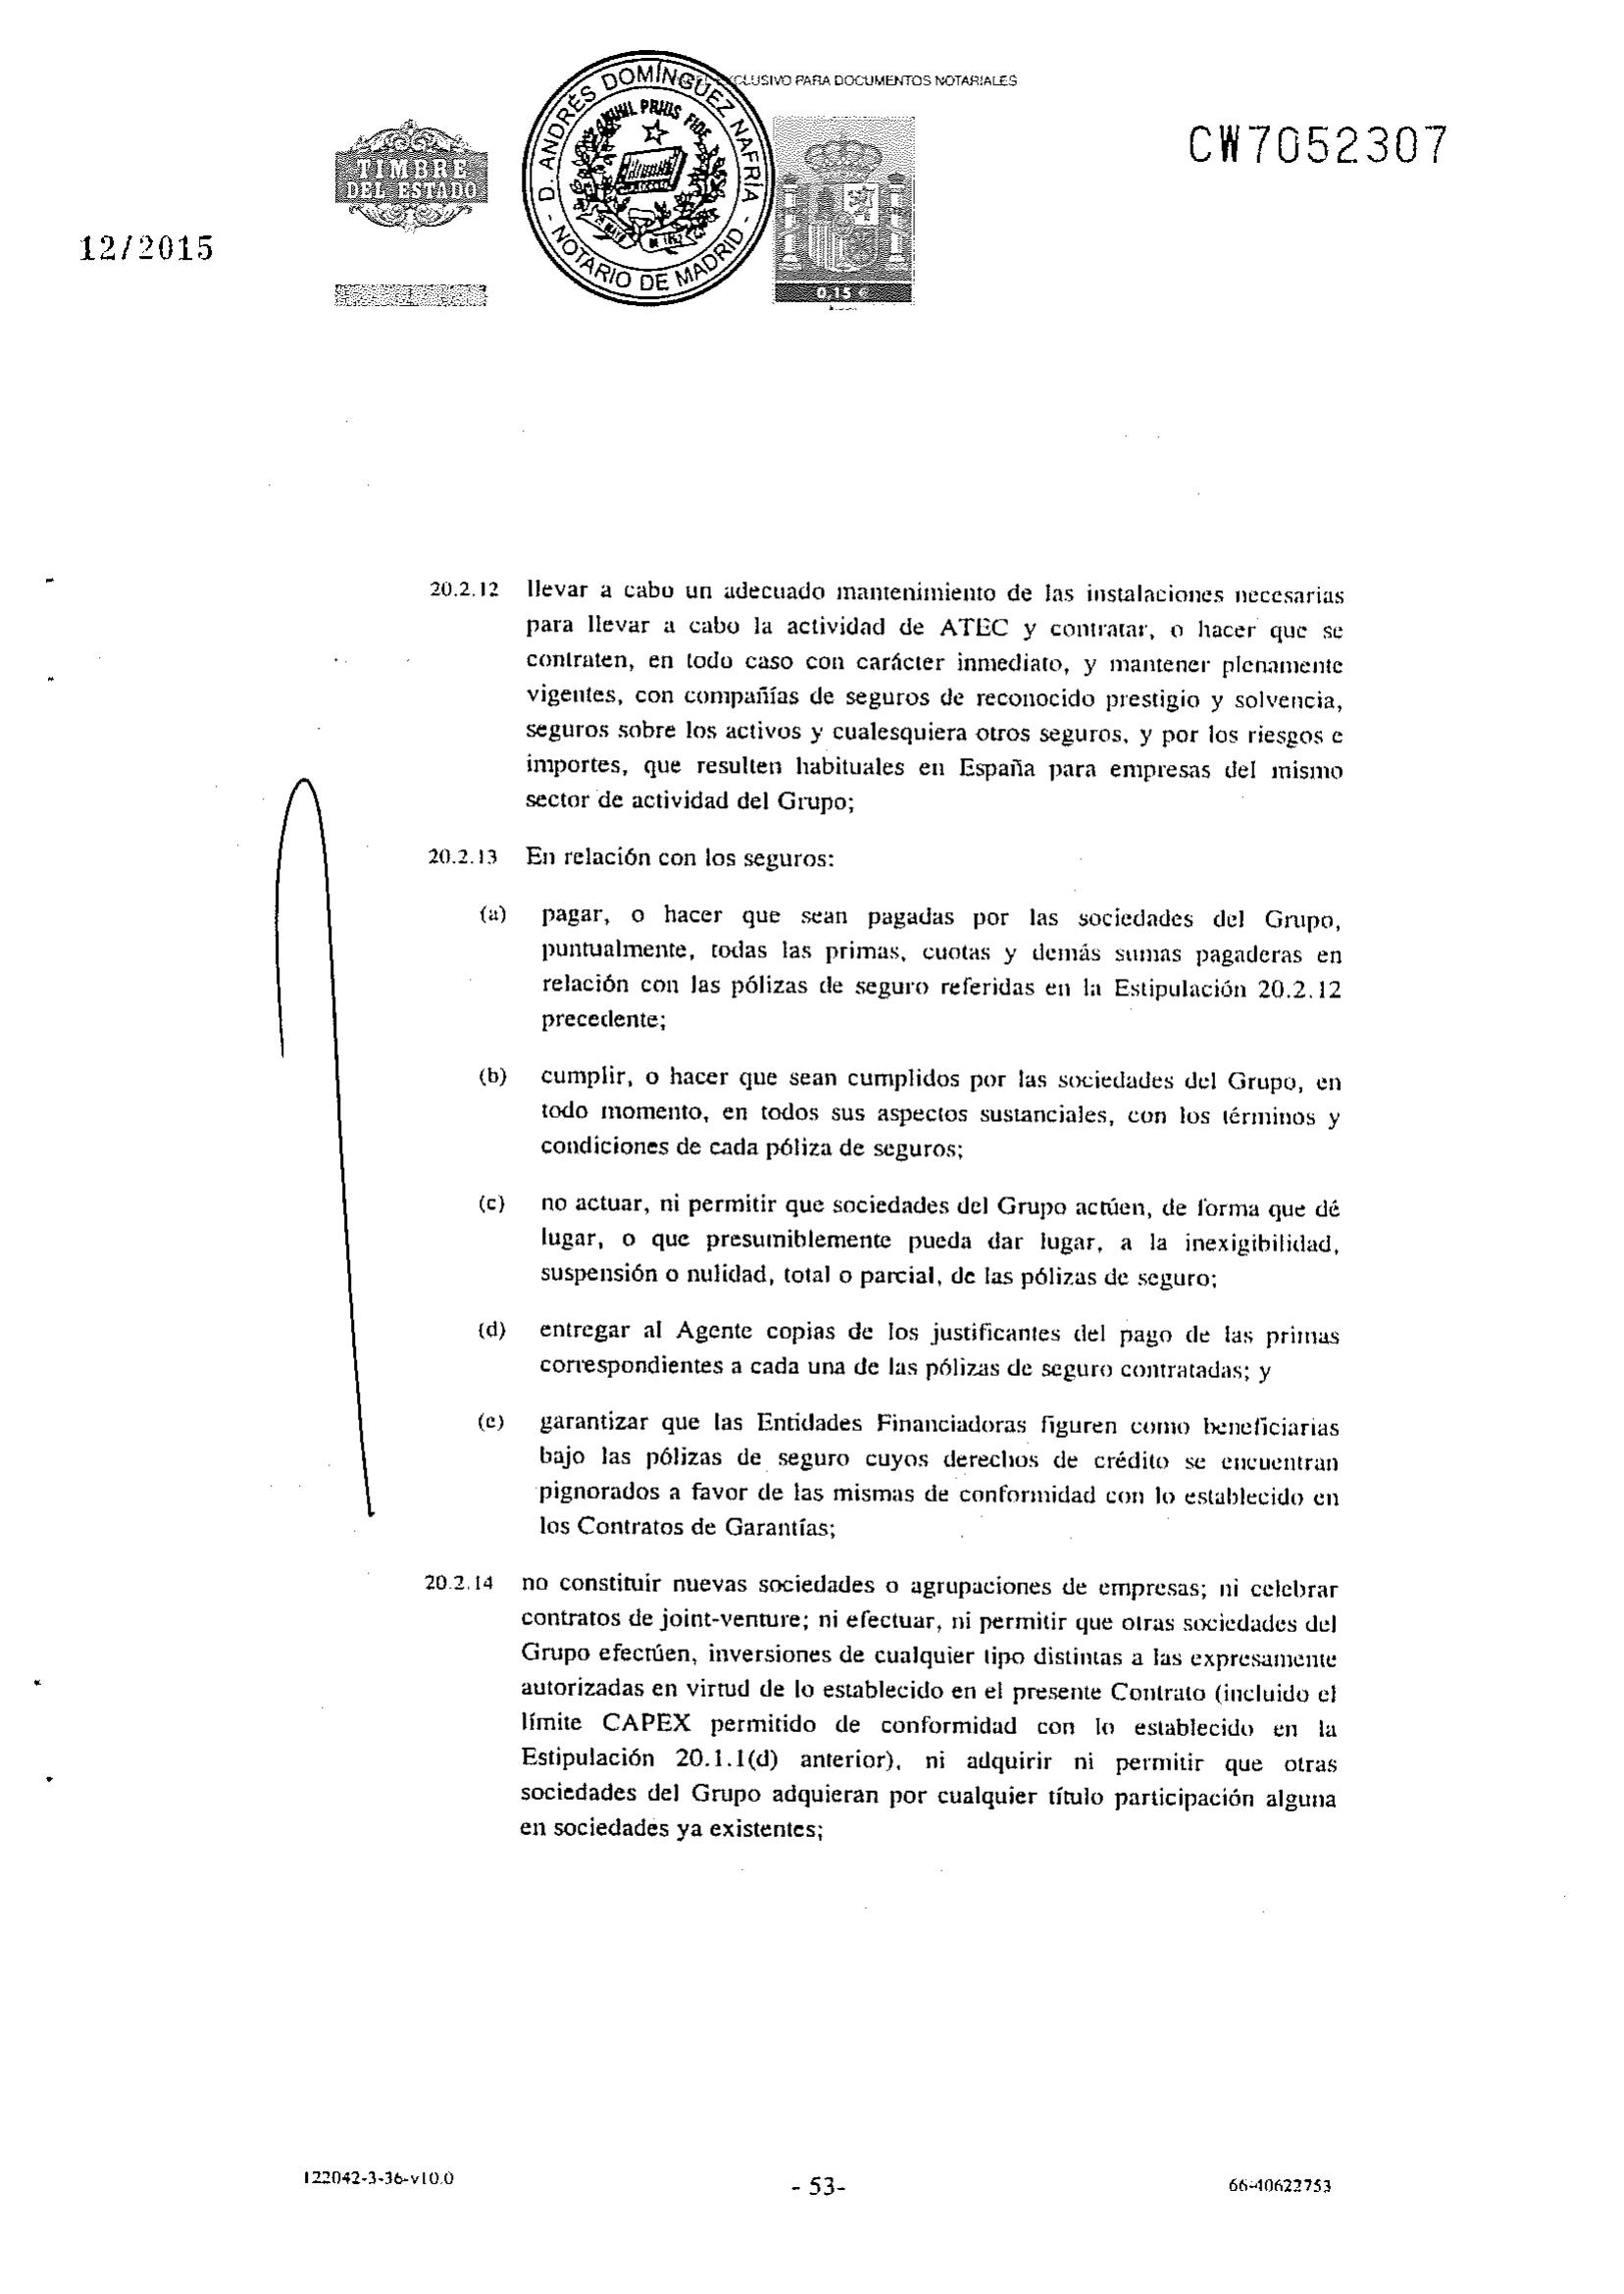 EXCLUSIVO PARA DOCUMENTOS NOTARIALES
CW7052307
TIMBRE
DEL ESTADO
D. ANDRÉS DOMÍNGUEZ NAFRÍA
- NOTARIO DE MADRID -
NIHIL PRIUS FIDE
0,15 €
12/2015
20.2.12 llevar a cabo un adecuado mantenimiento de las instalaciones necesarias
para llevar a cabo la actividad de ATEC y contratar, o hacer que se
contraten, en todo caso con carácter inmediato, y mantener plenamente
vigentes, con compañías de seguros de reconocido prestigio y solvencia,
seguros sobre los activos y cualesquiera otros seguros, y por los riesgos e
importes, que resulten habituales en España para empresas del mismo
sector de actividad del Grupo;
20.2.13 En relación con los seguros:
(a) pagar, o hacer que sean pagadas por las sociedades del Grupo,
puntualmente, todas las primas, cuotas y demás sumas pagaderas en
relación con las pólizas de seguro referidas en la Estipulación 20.2.12
precedente;
(b) cumplir, o hacer que sean cumplidos por las sociedades del Grupo, en
todo momento, en todos sus aspectos sustanciales, con los términos y
condiciones de cada póliza de seguros;
(c) no actuar, ni permitir que sociedades del Grupo actúen, de forma que dé
lugar, o que presumiblemente pueda dar lugar, a la inexigibilidad,
suspensión o nulidad, total o parcial, de las pólizas de seguro;
(d) entregar al Agente copias de los justificantes del pago de las primas
correspondientes a cada una de las pólizas de seguro contratadas; y
(e) garantizar que las Entidades Financiadoras figuren como beneficiarias
bajo las pólizas de seguro cuyos derechos de crédito se encuentran
pignorados a favor de las mismas de conformidad con lo establecido en
los Contratos de Garantías;
20.2.14 no constituir nuevas sociedades o agrupaciones de empresas; ni celebrar
contratos de joint-venture; ni efectuar, ni permitir que otras sociedades del
Grupo efectúen, inversiones de cualquier tipo distintas a las expresamente
autorizadas en virtud de lo establecido en el presente Contrato (incluido el
límite CAPEX permitido de conformidad con lo establecido en la
Estipulación 20.1.1(d) anterior), ni adquirir ni permitir que otras
sociedades del Grupo adquieran por cualquier título participación alguna
en sociedades ya existentes;
122042-3-36-v10.0
- 53-
66-40622753